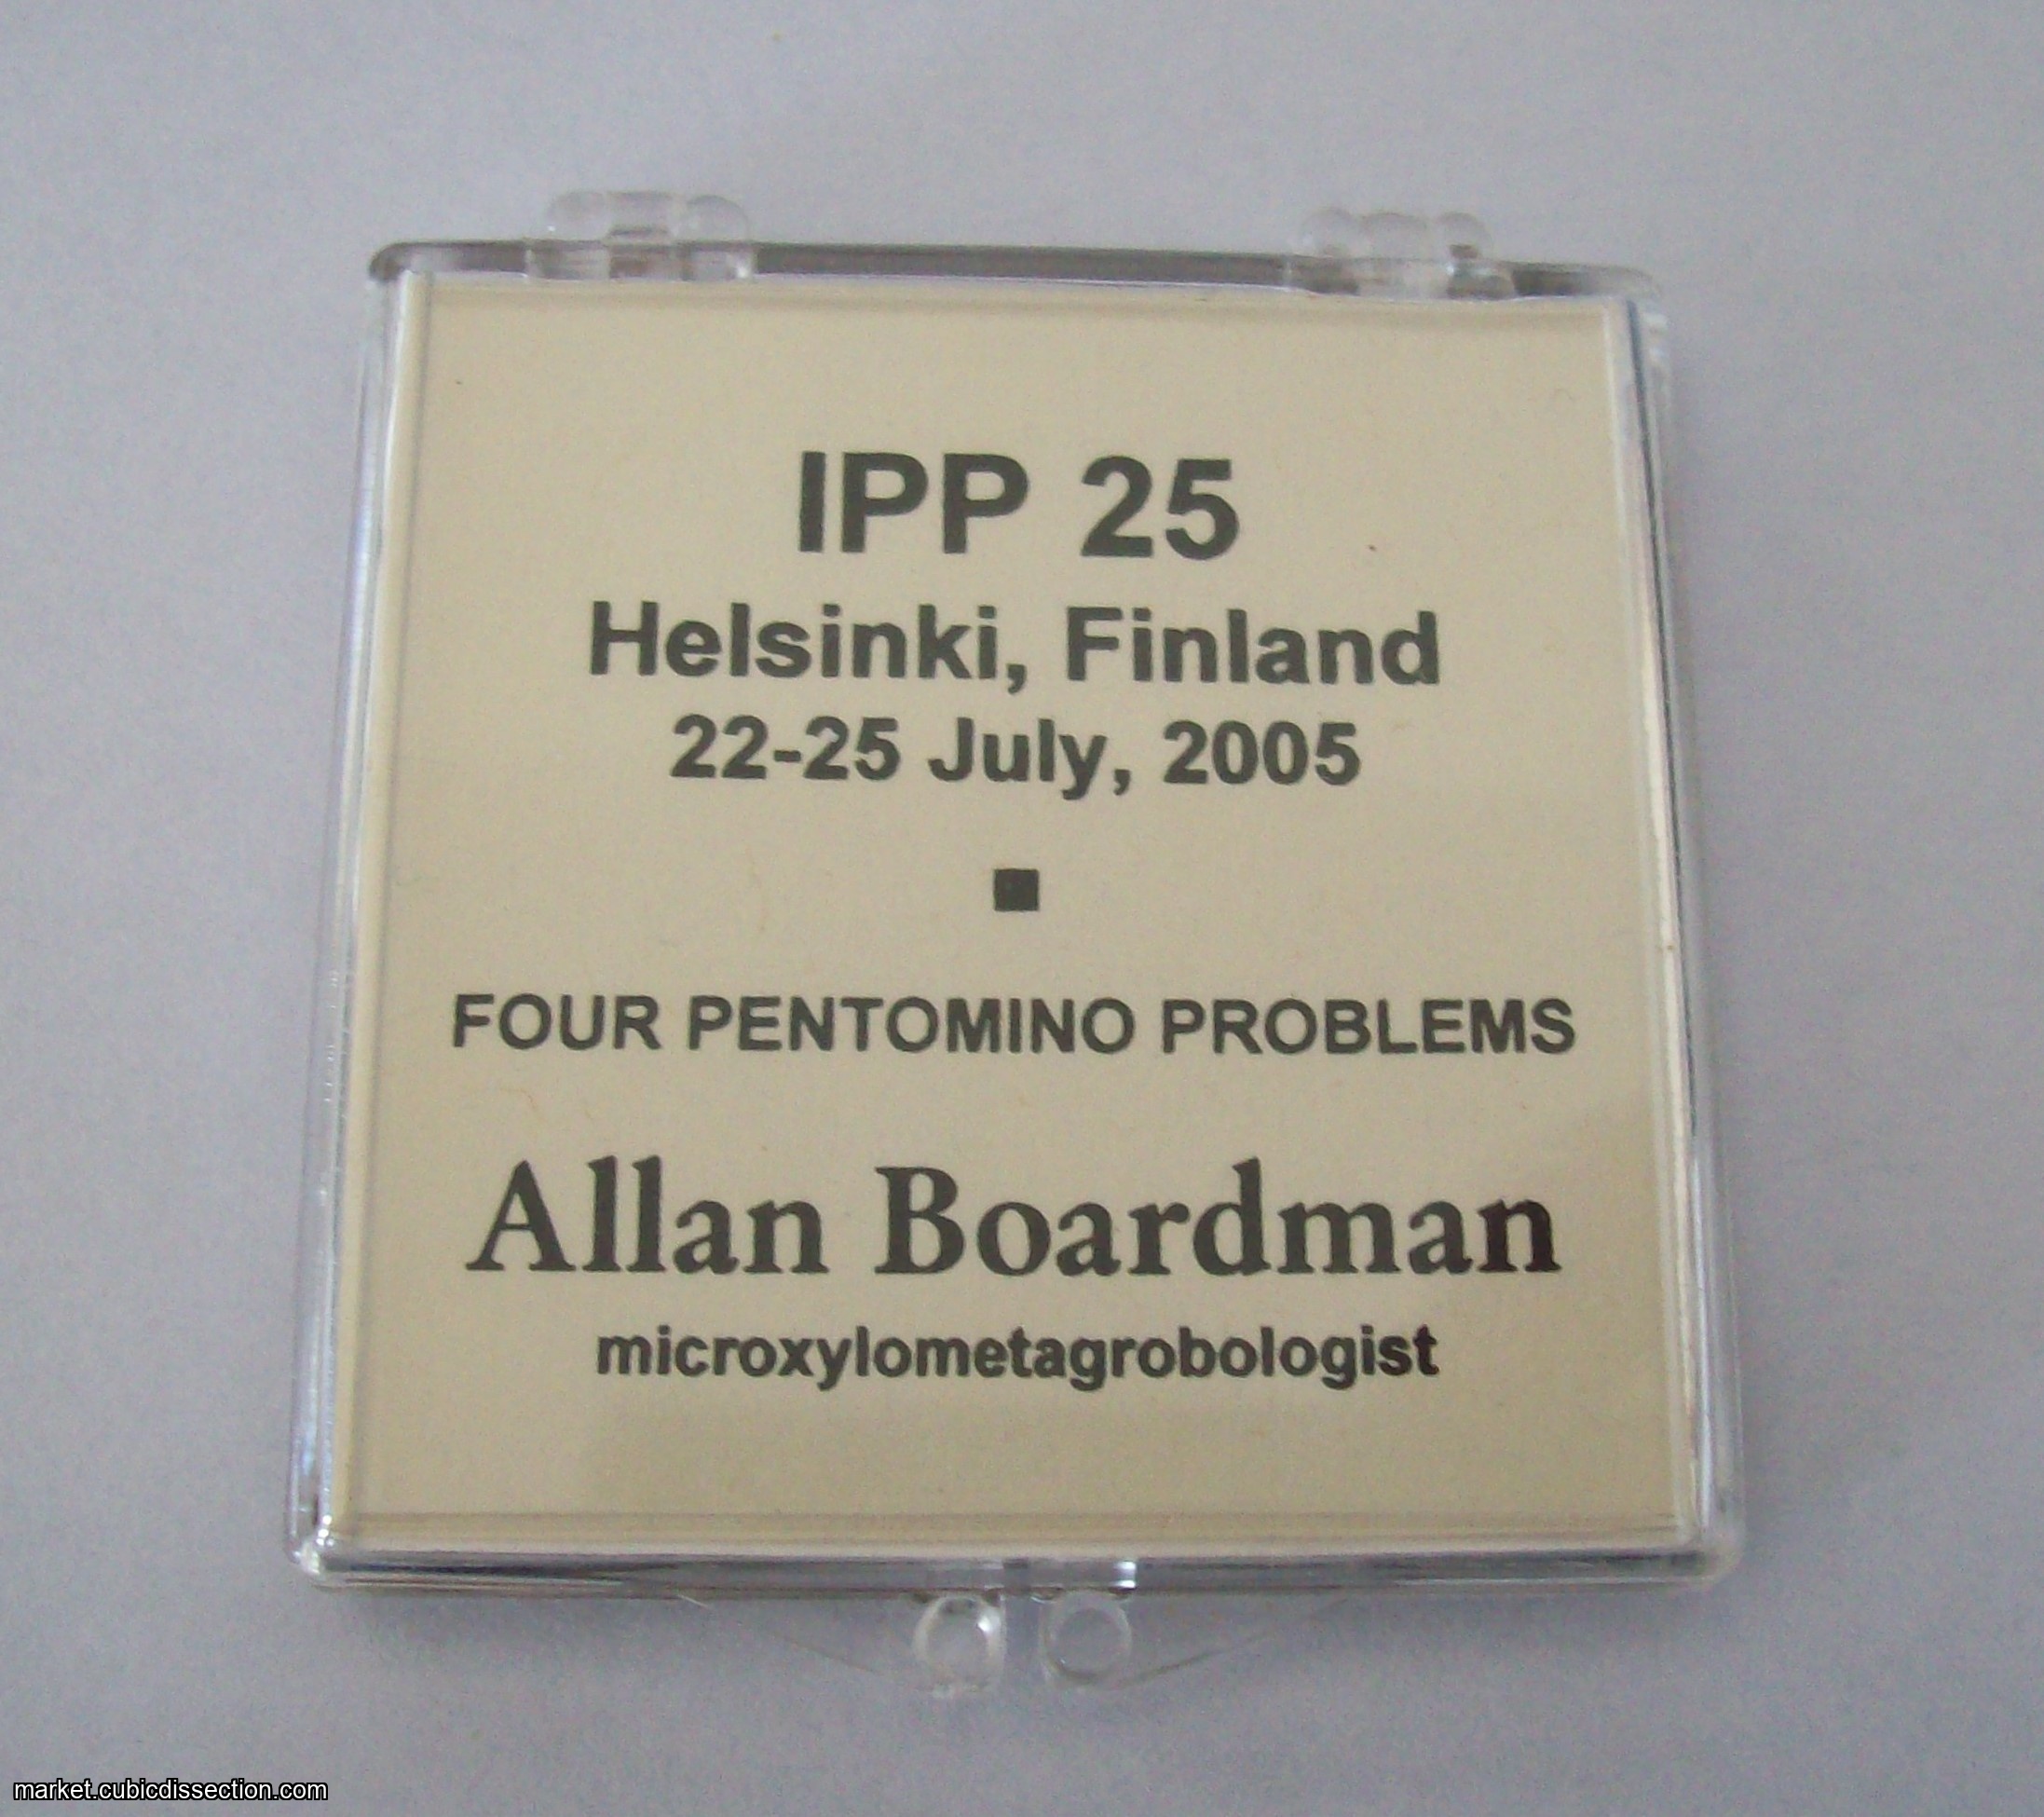 IPP 25
Helsinki, Finland
22-25 July, 2005
FOUR PENTOMINO PROBLEMS
Allan Boardman
microxylometagrobologist
market.cubicdissection.com